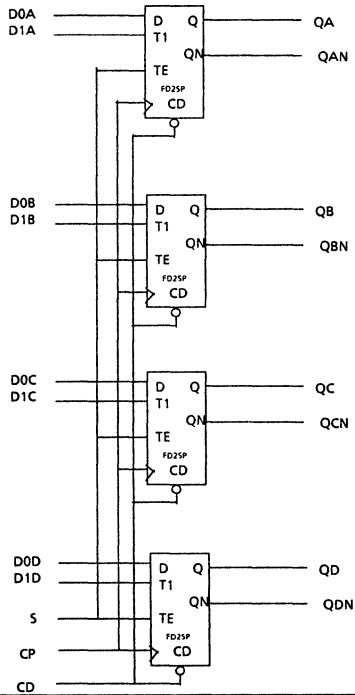 D0A D Q QA
D1A T1
QN QAN
TE
FD2SP
CD
D0B D Q QB
D1B T1
QN QBN
TE
FD2SP
CD
D0C D Q QC
D1C T1
QN QCN
TE
FD2SP
CD
D0D D Q QD
D1D T1
QN QDN
S TE
FD2SP
CP CD
CD